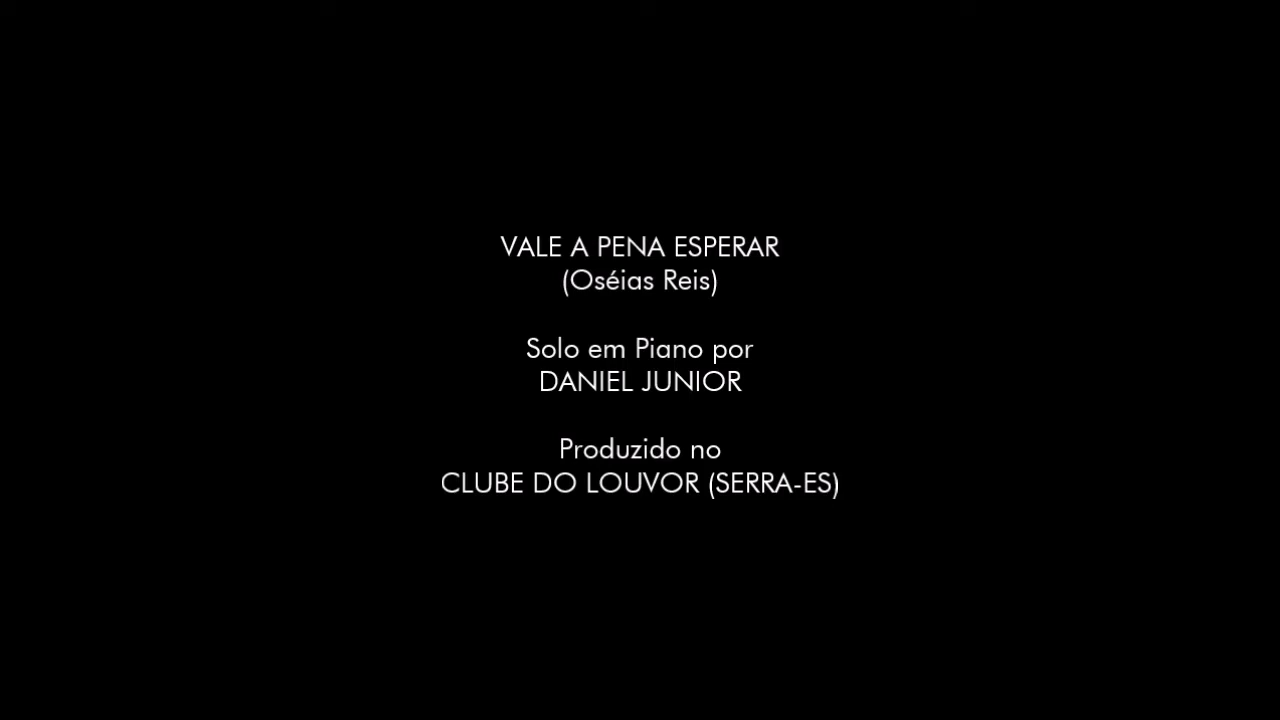 VALE A PENA ESPERAR
(Oséias Reis)
Solo em Piano por
DANIEL JUNIOR
Produzido no
CLUBE DO LOUVOR (SERRA-ES)